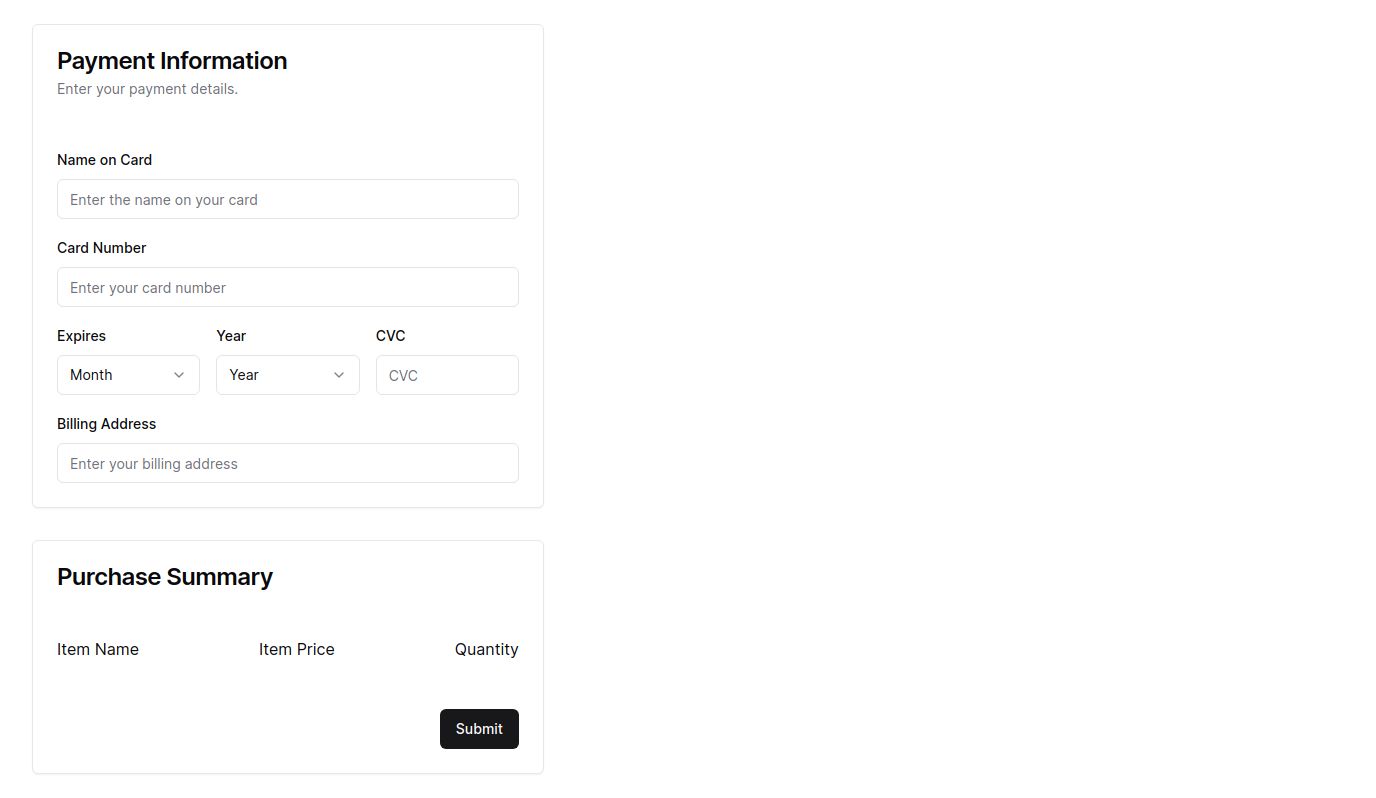 Payment Information
Enter your payment details.
Name on Card
Enter the name on your card
Card Number
Enter your card number
Expires Year CVC
Month Year CVC
Billing Address
Enter your billing address
Purchase Summary
Item Name Item Price Quantity
Submit